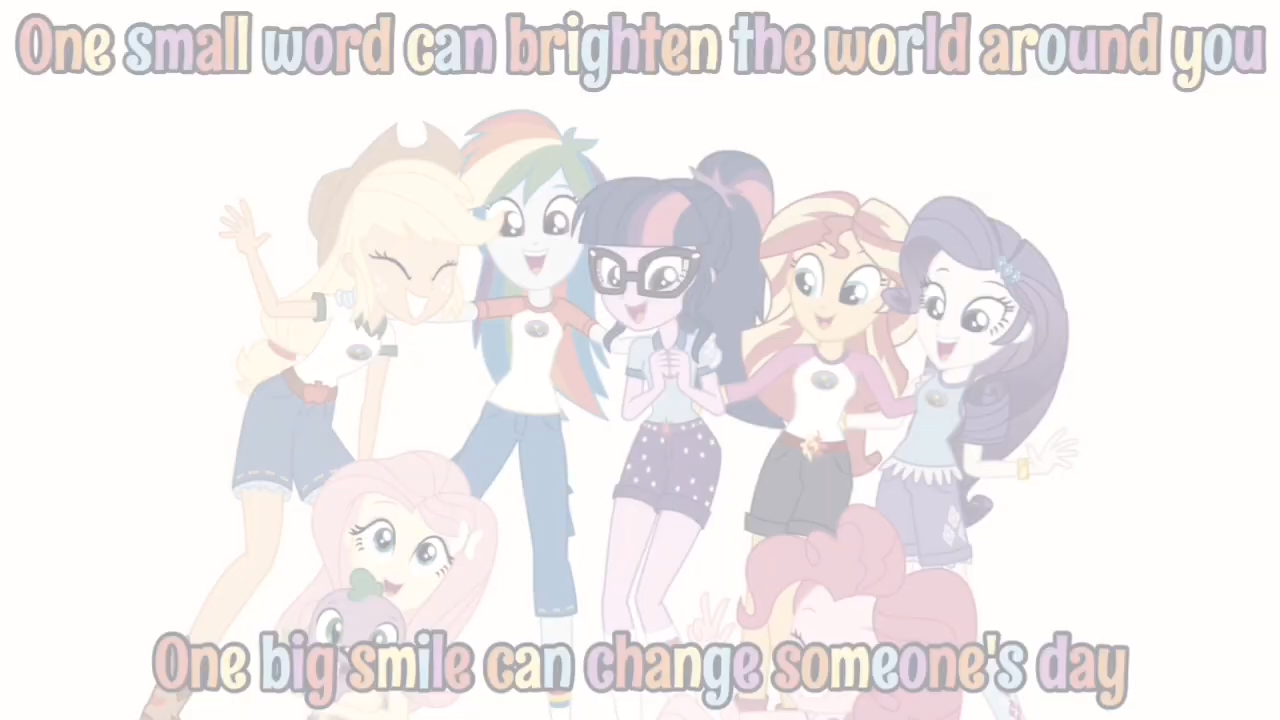 One small word can brighten the world around you
One big smile can change someone's day